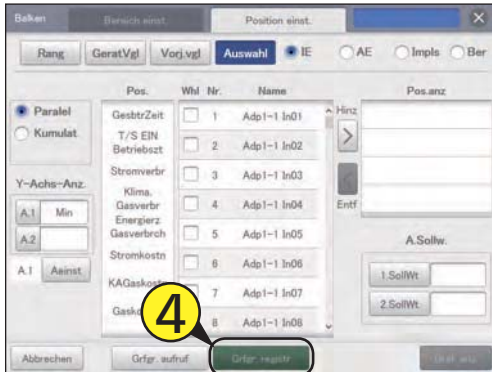 Balken Bereich einst. Position einst. X
Rang GerätVgl Vorj.vgl Auswahl IE AE Impls Ber
Pos. Whl Nr. Name Pos.anz
Paralel
Kumulat
Y-Achs-Anz.
A.1 Min
A.2
A.1 Aeinst.
GesbtrZeit
T/S EIN
Betriebszt
Stromverbr
Klima.
Gasverbr
Energierz
Gasverbrch
Stromkostn
KAGaskostn
Gasko
1 Adp1-1 In01
2 Adp1-1 In02
3 Adp1-1 In03
4 Adp1-1 In04
5 Adp1-1 In05
6 Adp1-1 In06
7 Adp1-1 In07
8 Adp1-1 In08
Hinz
>
<
Entf
A.Sollw.
1.SollWt
2.SollWt
4
Abbrechen Grfgr. aufruf Grfgr. registr